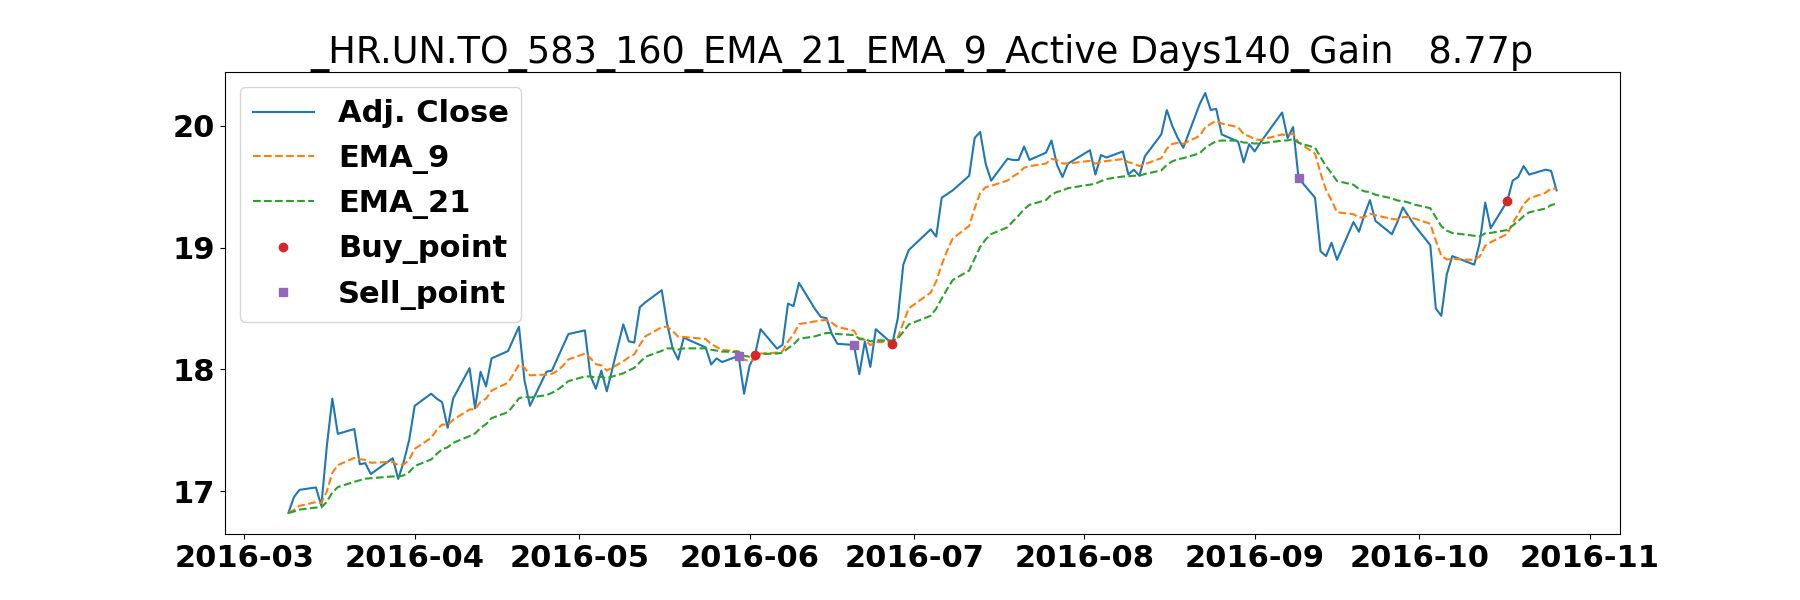 _HR.UN.TO_583_160_EMA_21_EMA_9_Active Days140_Gain   8.77p
Adj. Close
EMA_9
EMA_21
Buy_point
Sell_point
20
19
18
17
2016-03 2016-04 2016-05 2016-06 2016-07 2016-08 2016-09 2016-10 2016-11